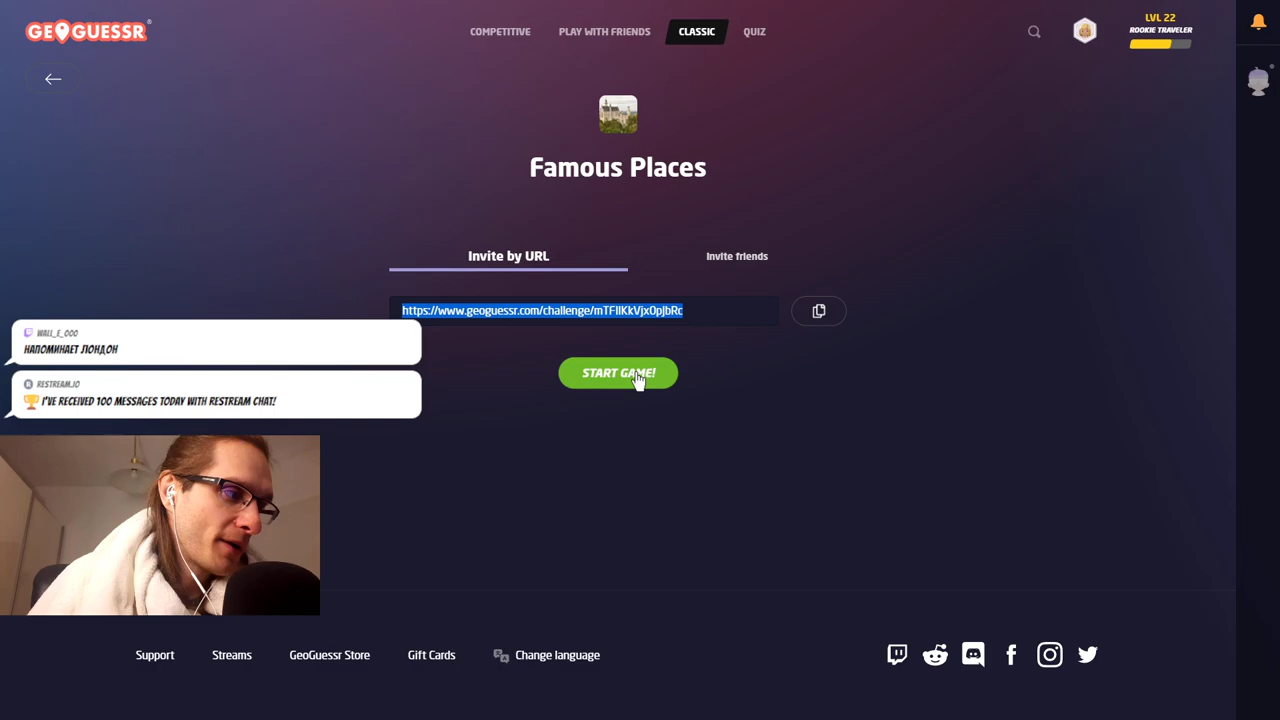 GEOGUESSR
COMPETITIVE
PLAY WITH FRIENDS
CLASSIC
QUIZ
LVL 22
ROOKIE TRAVELER
Famous Places
Invite by URL
Invite friends
https://www.geoguessr.com/challenge/mTFIlKkVjx0pJbRc
WALL_E_000
НАПОМИНАЕТ ЛОНДОН
START GAME!
RESTREAM.IO
I'VE RECEIVED 100 MESSAGES TODAY WITH RESTREAM CHAT!
Support
Streams
GeoGuessr Store
Gift Cards
Change language